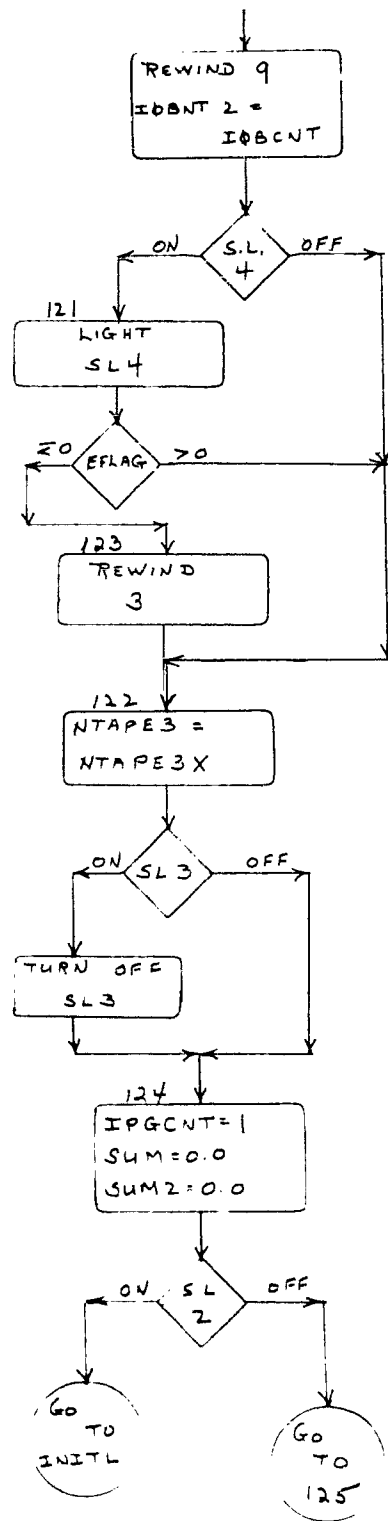 REWIND 9
IØBNT 2 =
IØBCNT
S.L.
4
ON
OFF
121
LIGHT
SL4
≤0
EFLAG
>0
123
REWIND
3
122
NTAPE3 =
NTAPE3X
ON
SL3
OFF
TURN OFF
SL3
124
IPGCNT=1
SUM=0.0
SUM2=0.0
ON
SL
2
OFF
GO
TO
INITL
GO
TO
125